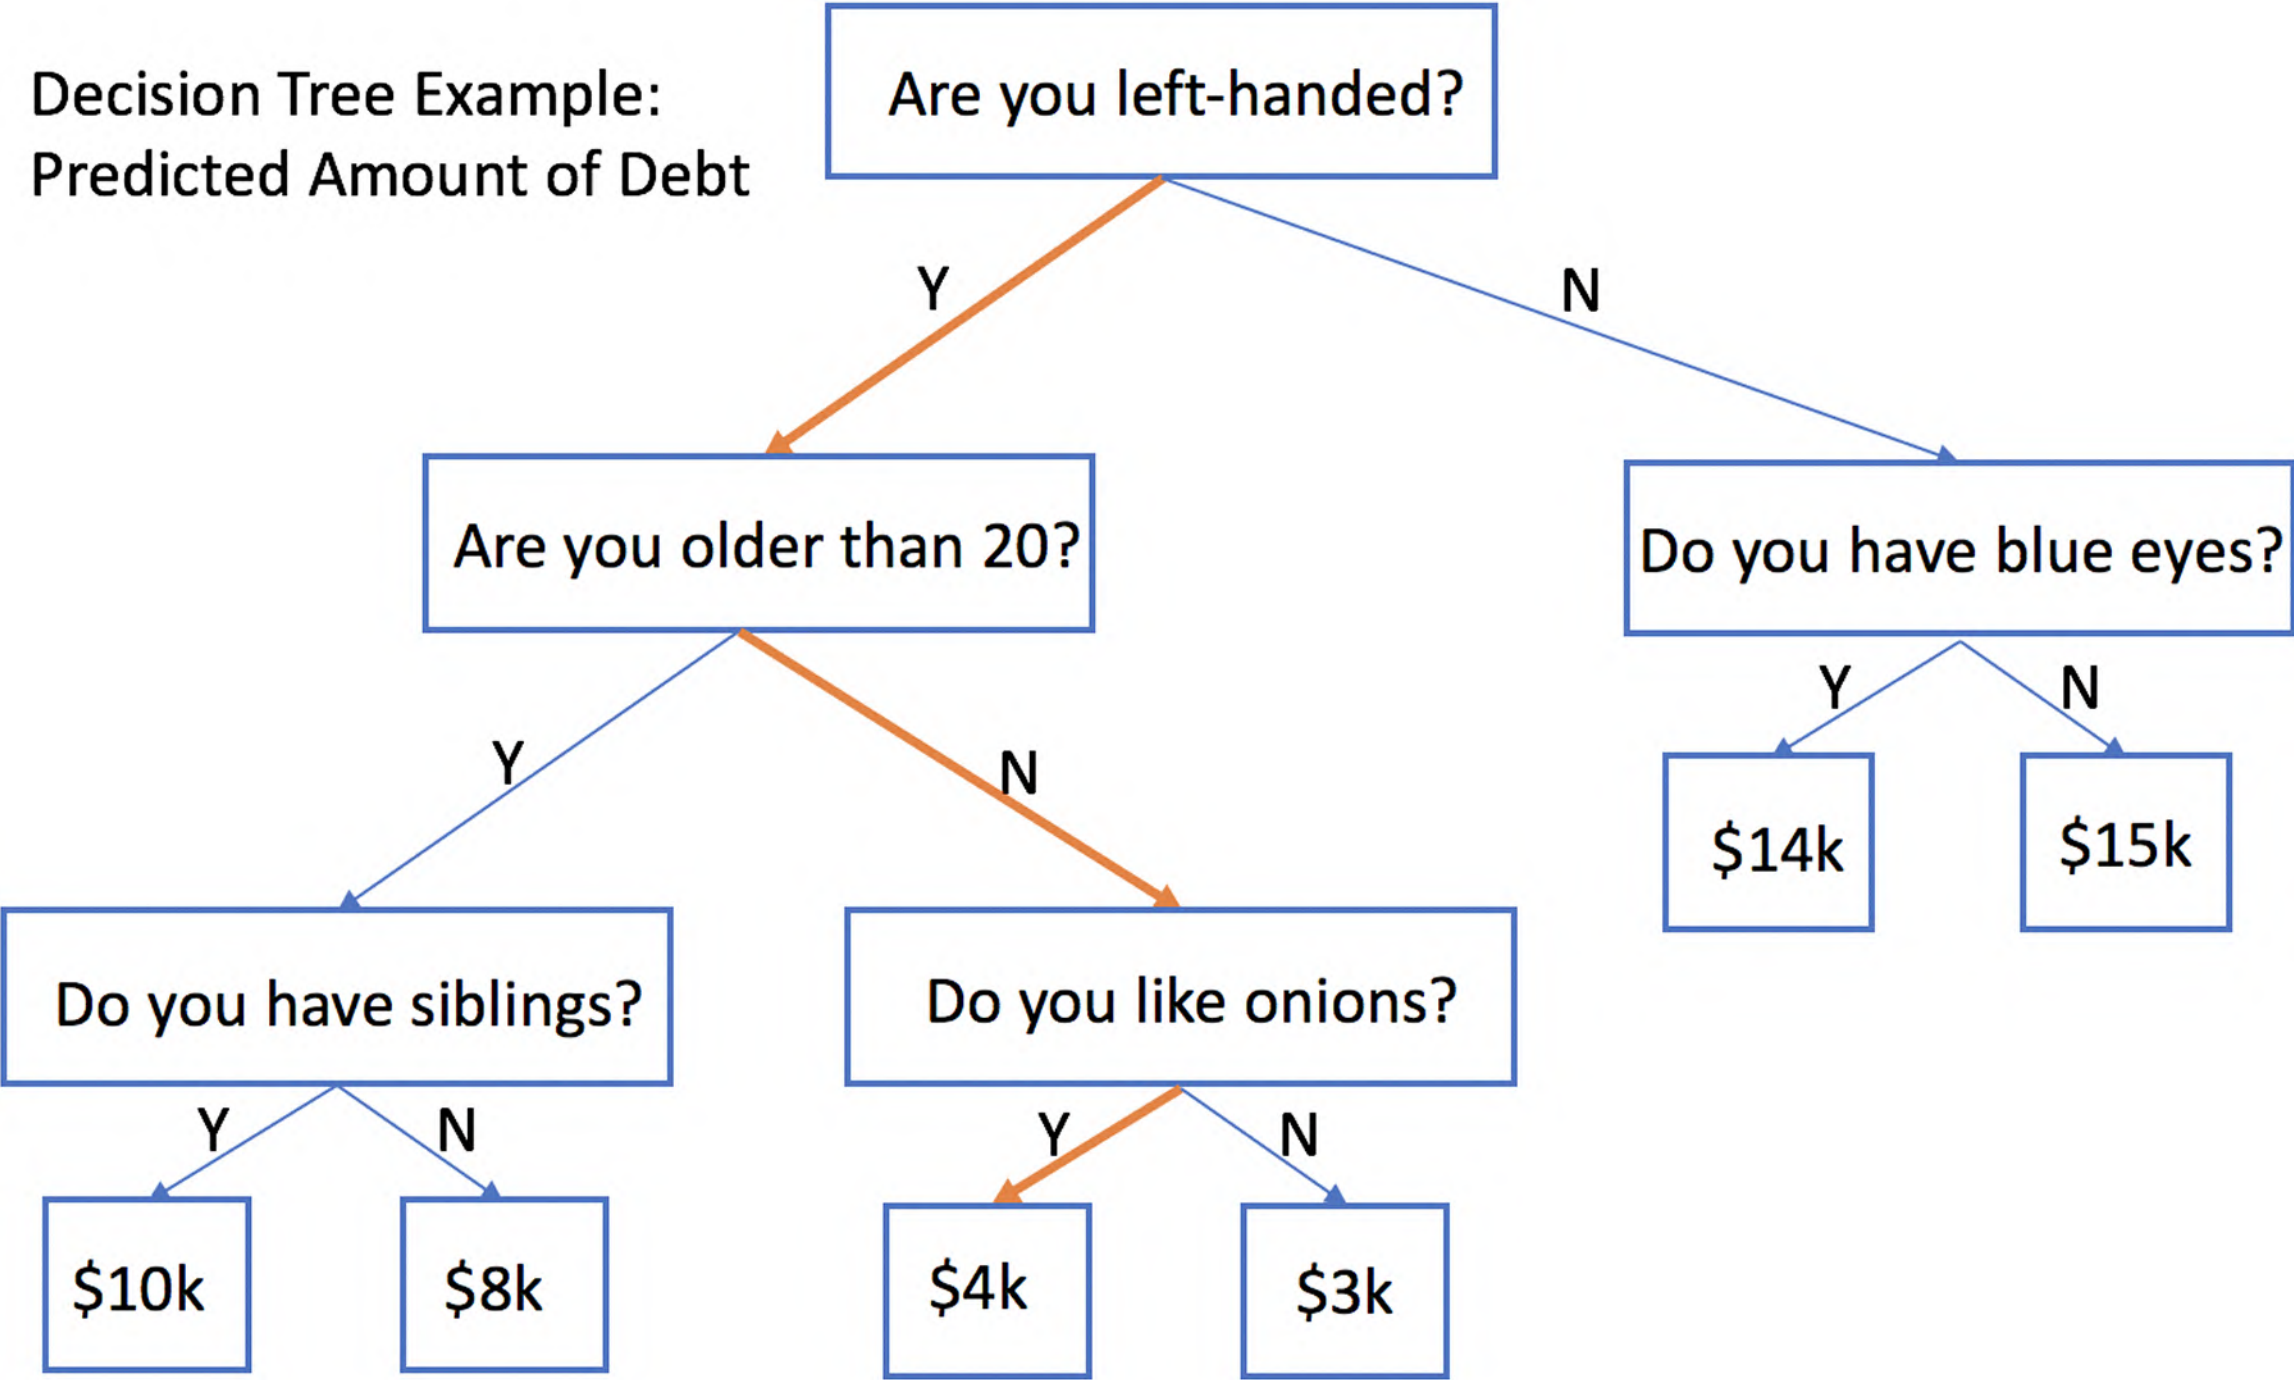 Decision Tree Example:
Predicted Amount of Debt
Are you left-handed?
Y
N
Are you older than 20?
Do you have blue eyes?
Y
N
Y
N
$14k
$15k
Do you have siblings?
Do you like onions?
Y
N
Y
N
$10k
$8k
$4k
$3k